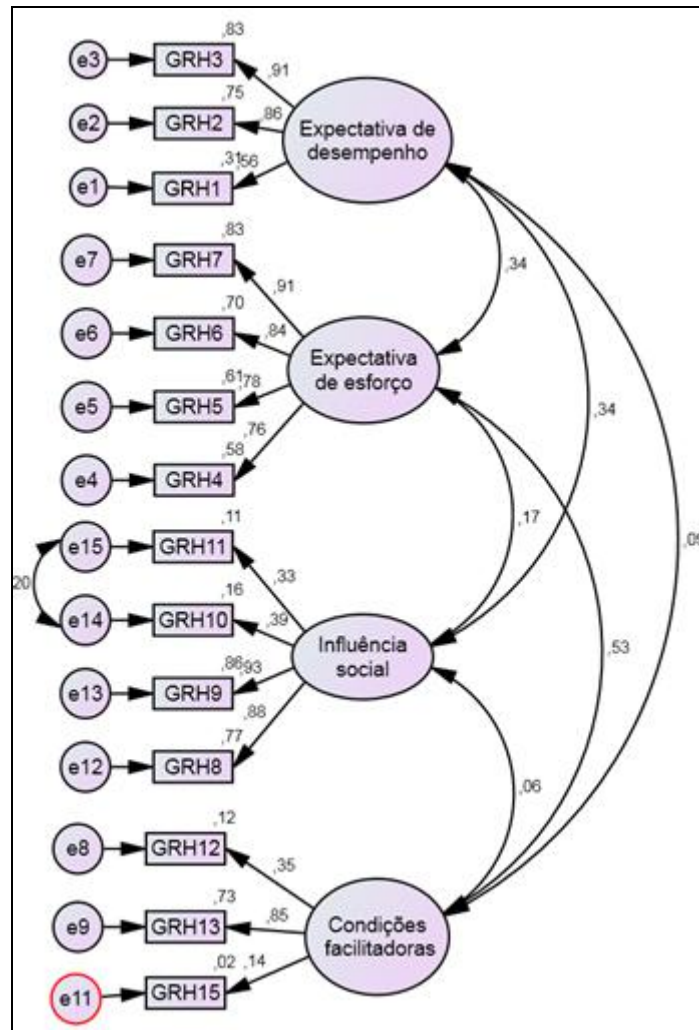 ,83
e3
GRH3
,91
Expectativa de
desempenho
,75
e2
GRH2
,86
,31
,56
e1
GRH1
,83
e7
GRH7
,91
,34
,70
e6
GRH6
,84
Expectativa
de esforço
,61
,78
e5
GRH5
,34
,76
,58
e4
GRH4
,11
,17
e15
GRH11
,09
,33
20
,16
e14
GRH10
,39
Influência
social
,53
,86
,93
e13
GRH9
,88
,77
e12
GRH8
,06
,12
e8
GRH12
,35
,73
e9
GRH13
,85
Condições
facilitadoras
,02
,14
e11
GRH15